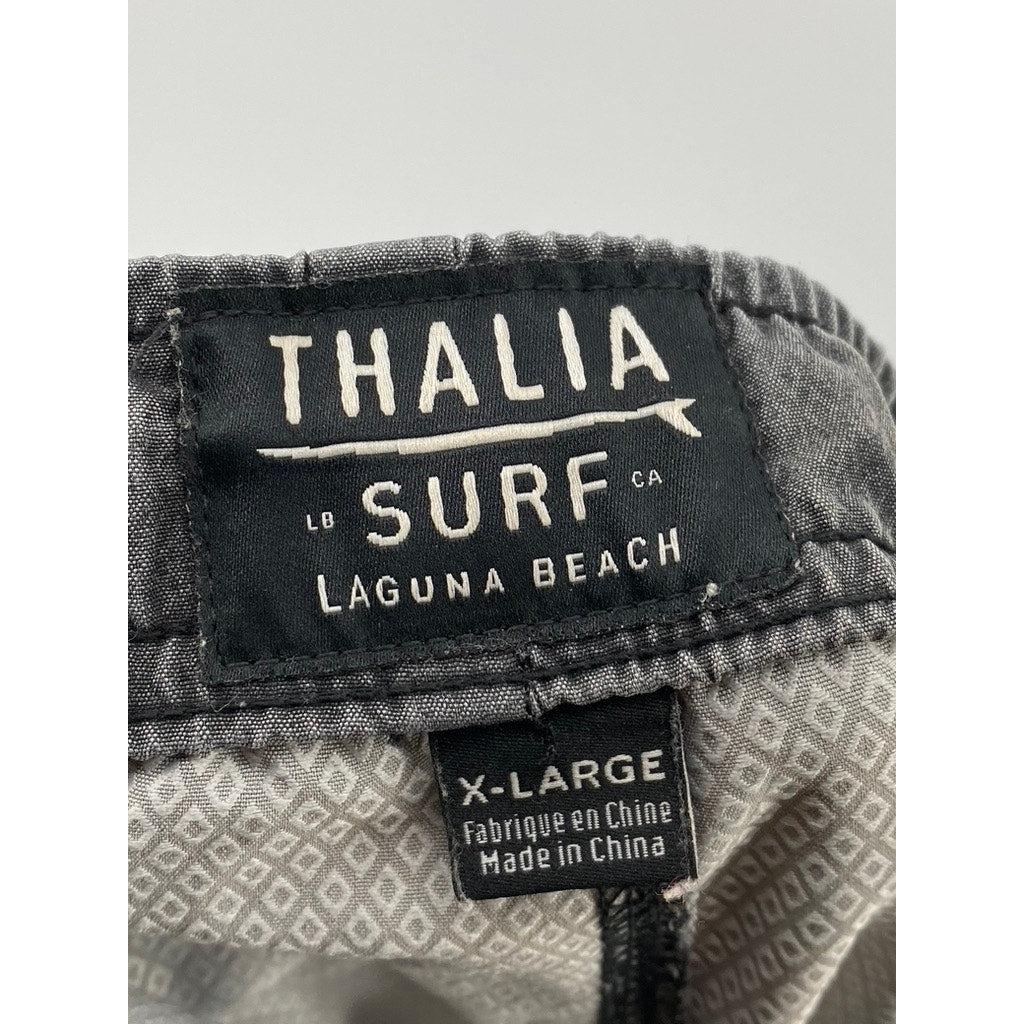 THALIA
LB SURF CA
LAGUNA BEACH
X-LARGE
Fabrique en Chine
Made in China